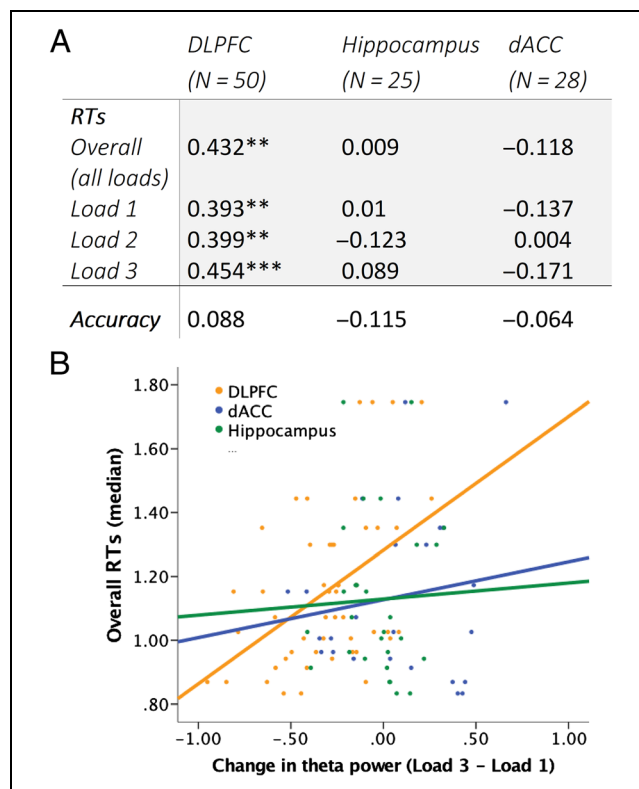 A
DLPFC Hippocampus dACC
(N = 50) (N = 25) (N = 28)
RTs
Overall 0.432** 0.009 −0.118
(all loads)
Load 1 0.393** 0.01 −0.137
Load 2 0.399** −0.123 0.004
Load 3 0.454*** 0.089 −0.171
Accuracy 0.088 −0.115 −0.064
B
1.80
DLPFC
dACC
Hippocampus
...
1.60
1.40
1.20
1.00
.80
Overall RTs (median)
-1.00 -.50 .00 .50 1.00
Change in theta power (Load 3 – Load 1)